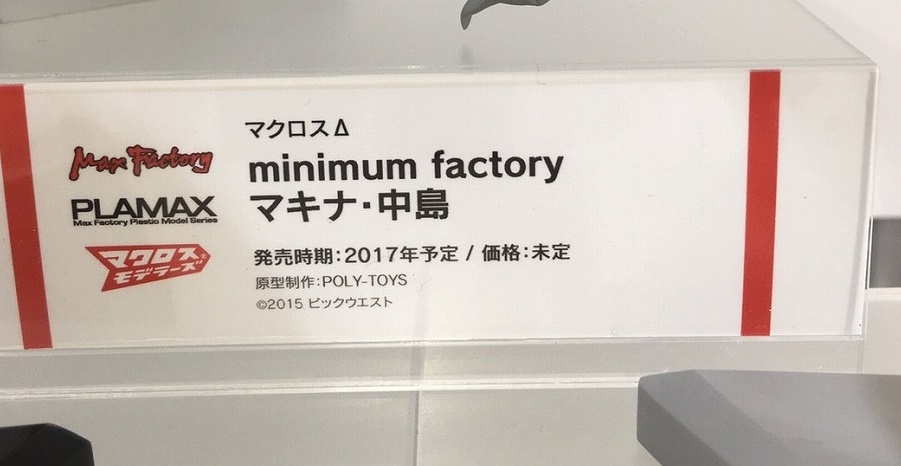 マクロスΔ
Max Factory
minimum factory
PLAMAX
Max Factory Plastic Model Series
マキナ・中島
マクロス
モデラーズ
発売時期:2017年予定 / 価格:未定
原型制作:POLY-TOYS
©2015 ビックウエスト